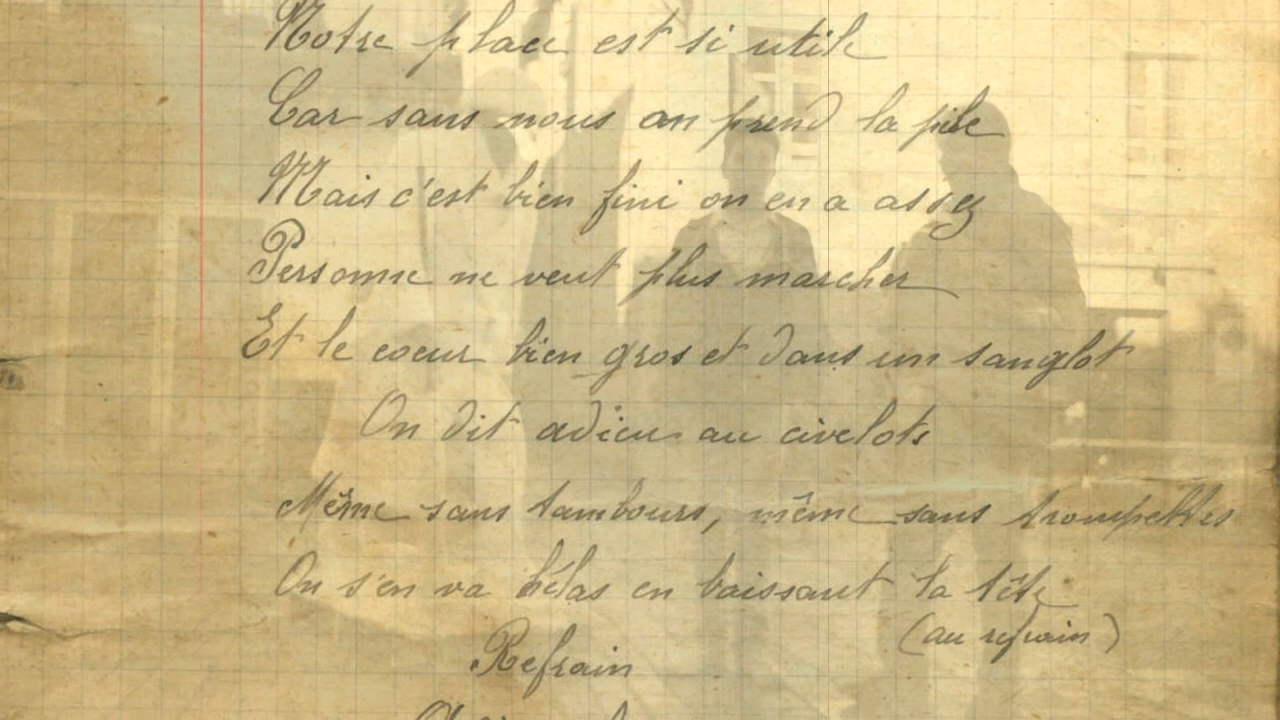 Notre place est si utile
Car sans nous on prend la pile
Mais c'est bien fini on en a assez
Personne ne veut plus marcher
Et le coeur bien gros et dans un sanglot
On dit adieu au civelots
Même sans tambours, même sans trompettes
On s'en va hélas en baissant la tête
(au refrain)
Refrain